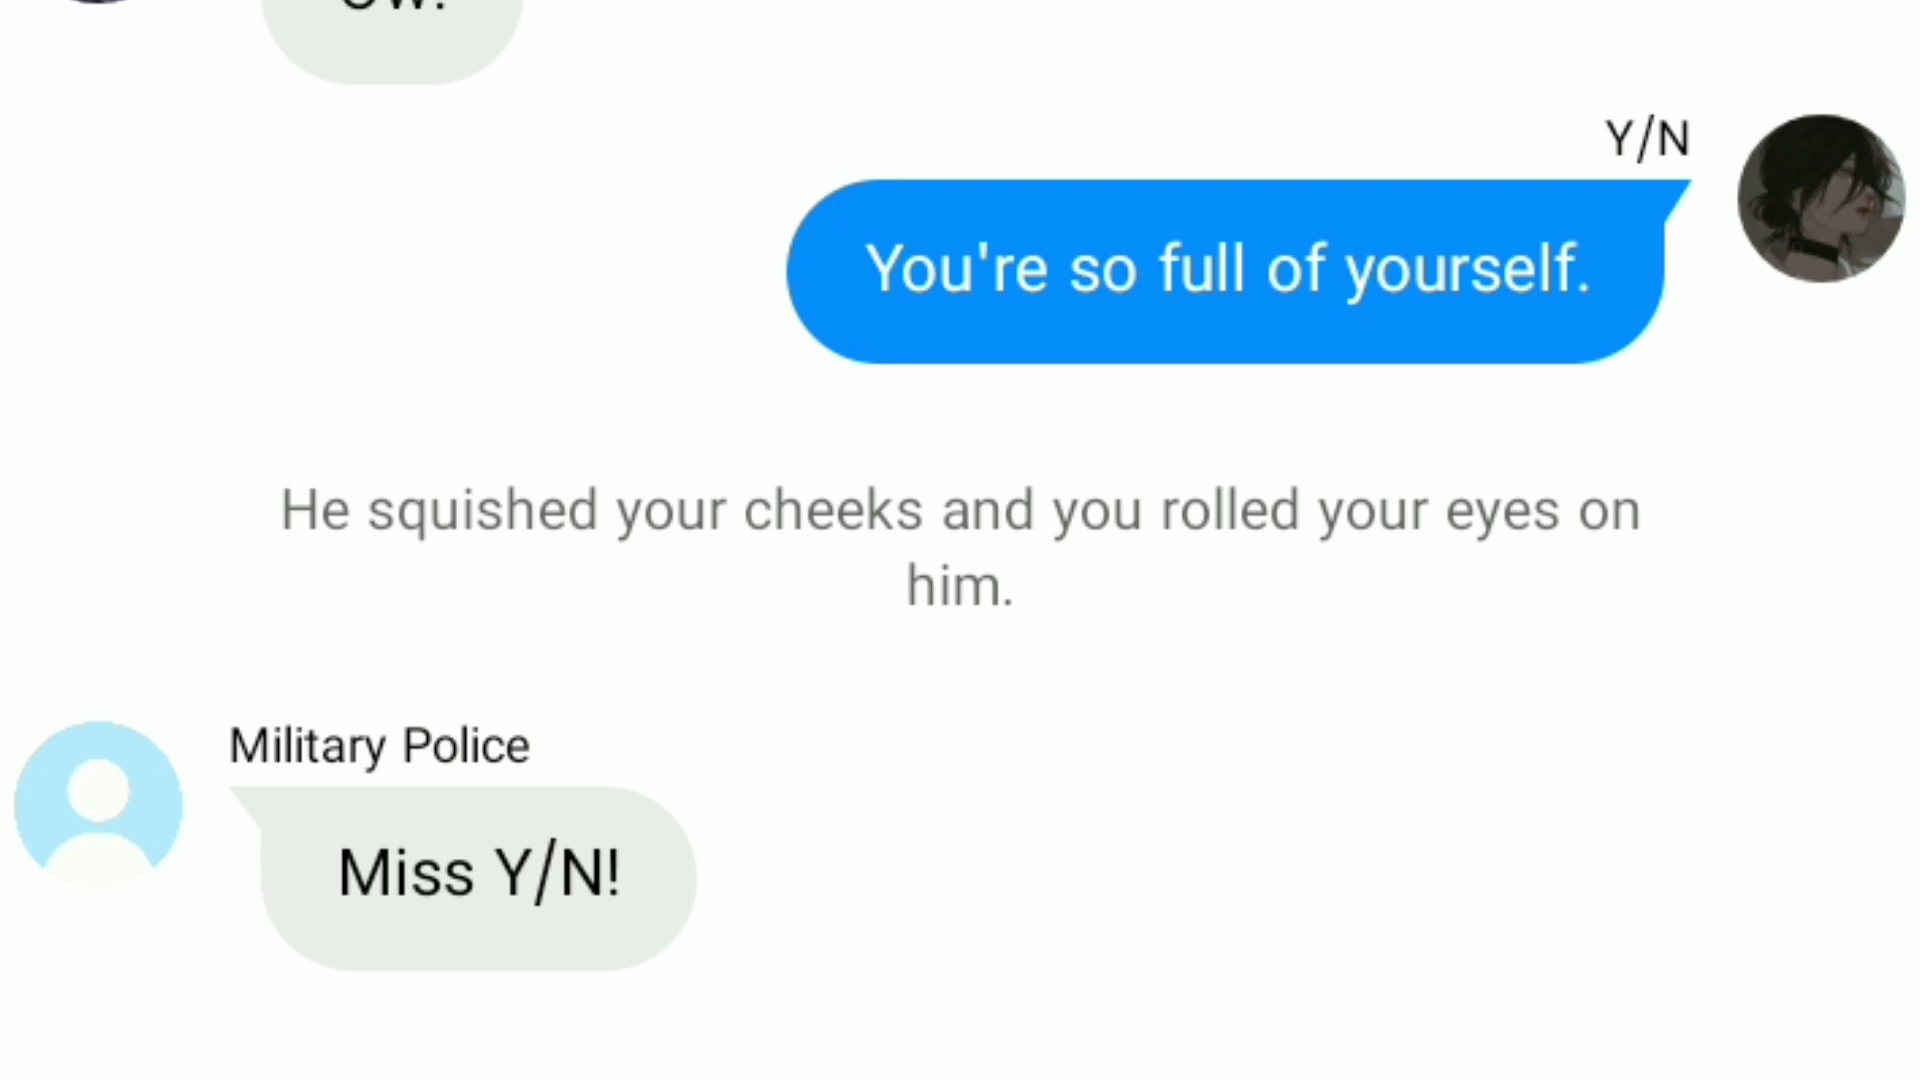 Ow!
Y/N
You're so full of yourself.
He squished your cheeks and you rolled your eyes on
him.
Military Police
Miss Y/N!